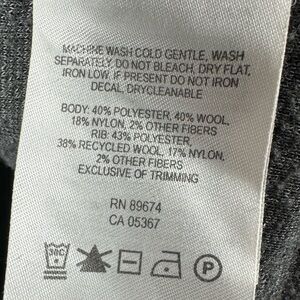 MACHINE WASH COLD GENTLE, WASH
SEPARATELY. DO NOT BLEACH, DRY FLAT,
IRON LOW. IF PRESENT DO NOT IRON
DECAL, DRYCLEANABLE
BODY: 40% POLYESTER, 40% WOOL,
18% NYLON, 2% OTHER FIBERS
RIB: 43% POLYESTER,
38% RECYCLED WOOL, 17% NYLON,
2% OTHER FIBERS
EXCLUSIVE OF TRIMMING
RN 89674
CA 05367
30C
P